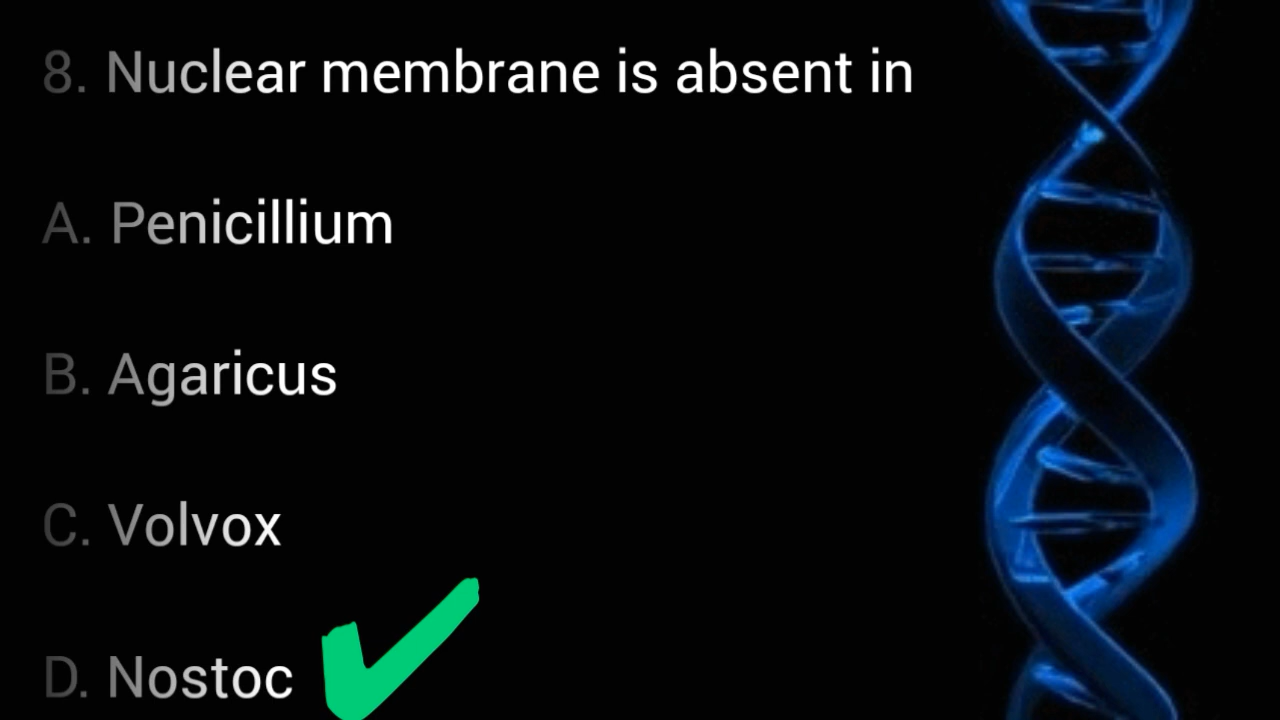 8. Nuclear membrane is absent in
A. Penicillium
B. Agaricus
C. Volvox
D. Nostoc